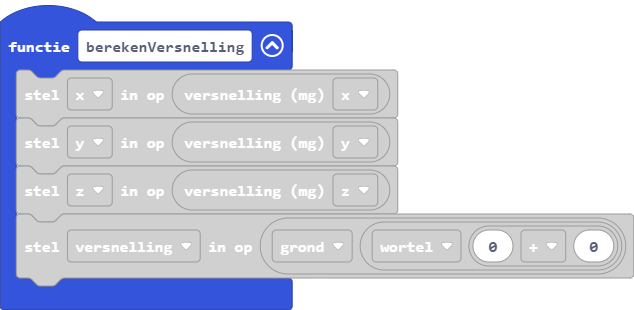 functie berekenVersnelling
stel x in op versnelling (mg) x
stel y in op versnelling (mg) y
stel z in op versnelling (mg) z
stel versnelling in op grond wortel 0 + 0